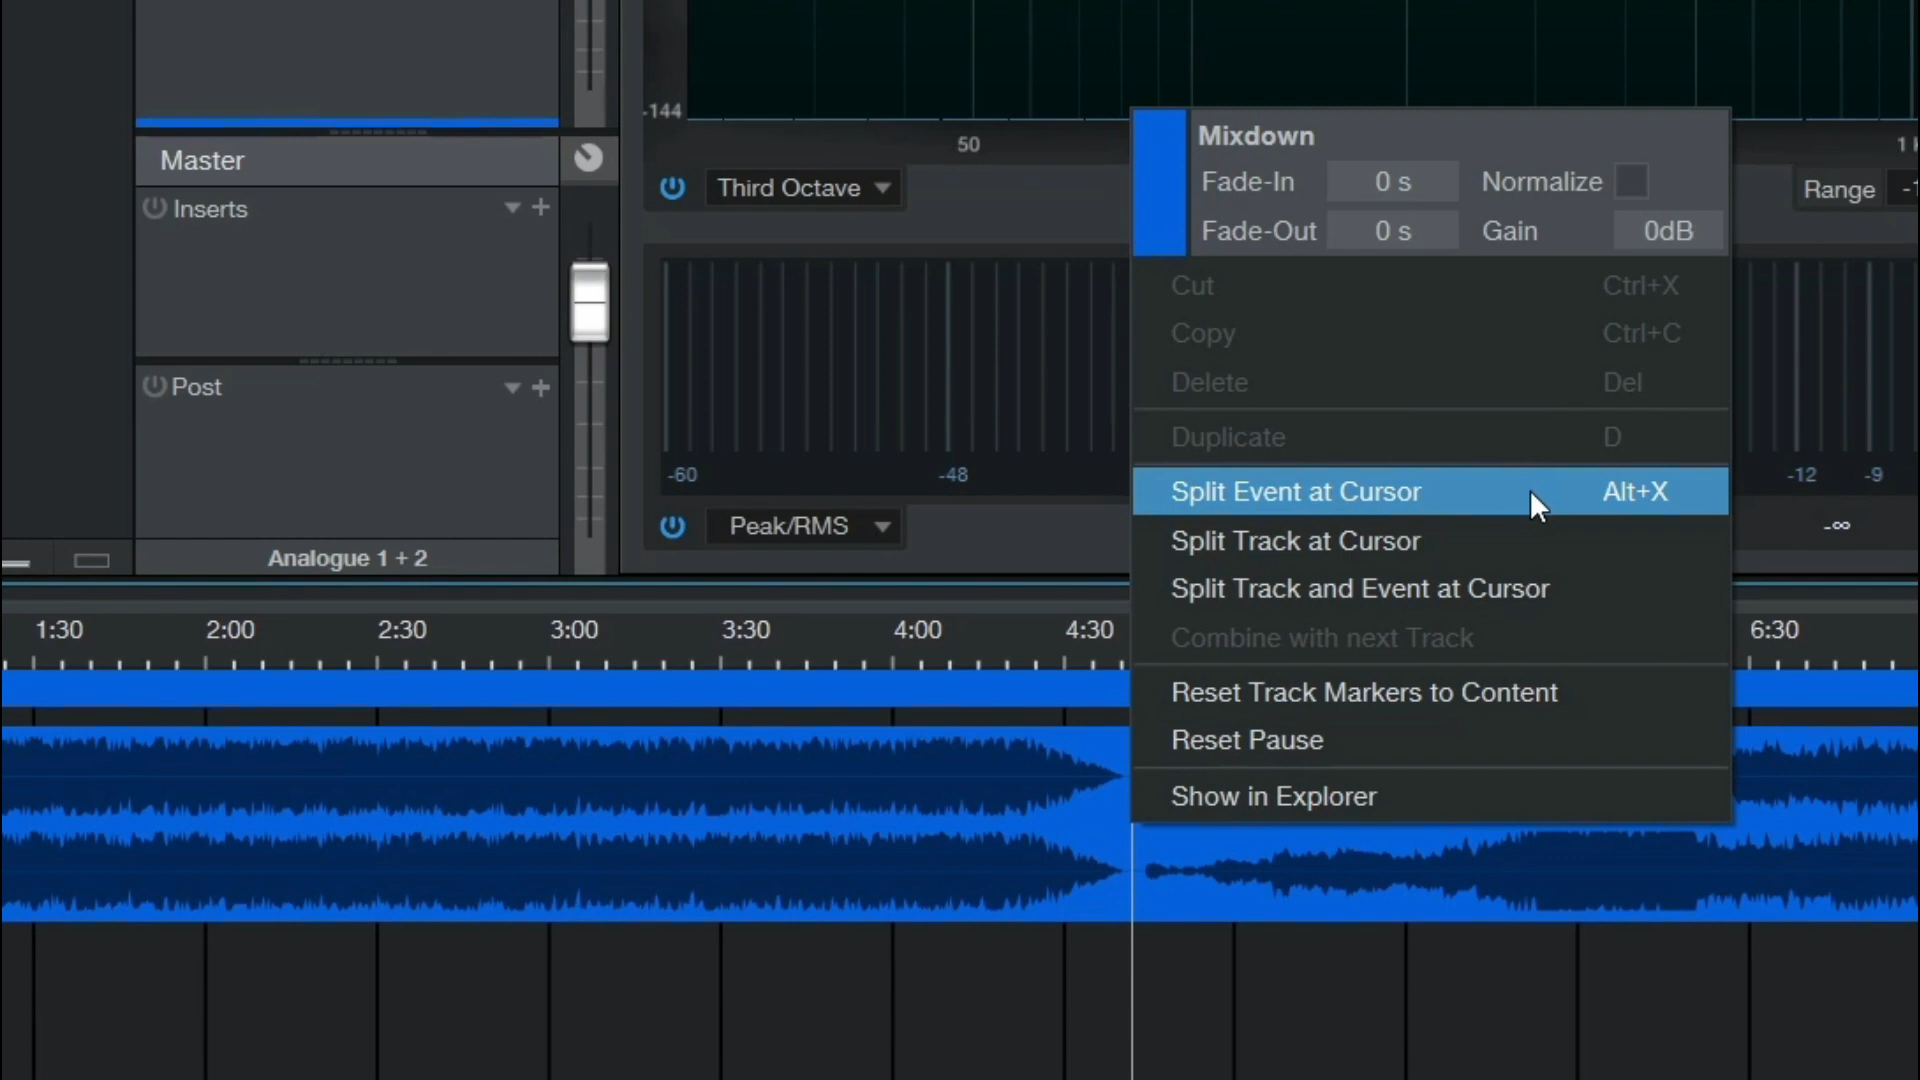 -144
50
1 k
Master
Third Octave
Range
-1
Inserts
Mixdown
Fade-In 0 s Normalize
Fade-Out 0 s Gain 0dB
Cut Ctrl+X
Copy Ctrl+C
Delete Del
Duplicate D
Split Event at Cursor Alt+X
Split Track at Cursor
Split Track and Event at Cursor
Combine with next Track
Reset Track Markers to Content
Reset Pause
Show in Explorer
Post
-60 -48 -12 -9
Peak/RMS
-∞
Analogue 1 + 2
1:30 2:00 2:30 3:00 3:30 4:00 4:30 6:30